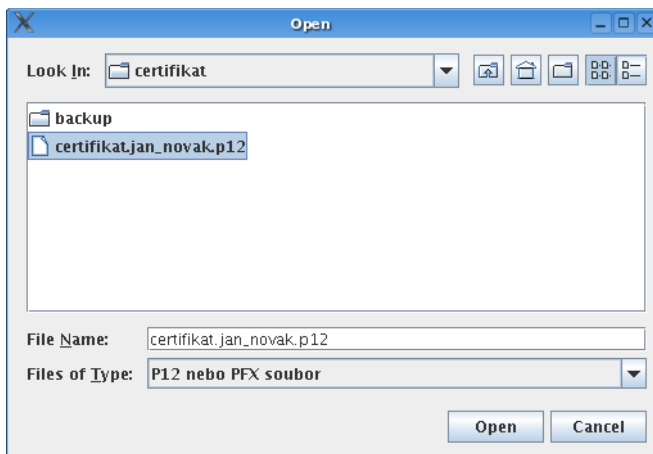 Open
Look In: certifikat
backup
certifikat.jan_novak.p12
File Name: certifikat.jan_novak.p12
Files of Type: P12 nebo PFX soubor
Open Cancel